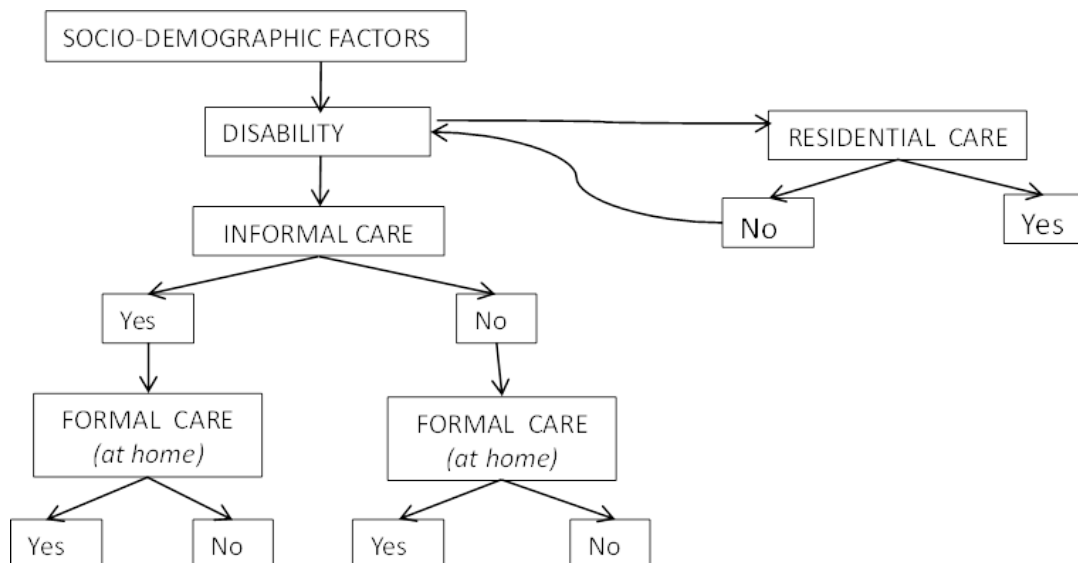 SOCIO-DEMOGRAPHIC FACTORS
DISABILITY
RESIDENTIAL CARE
No
Yes
INFORMAL CARE
Yes
No
FORMAL CARE
(at home)
FORMAL CARE
(at home)
Yes
No
Yes
No